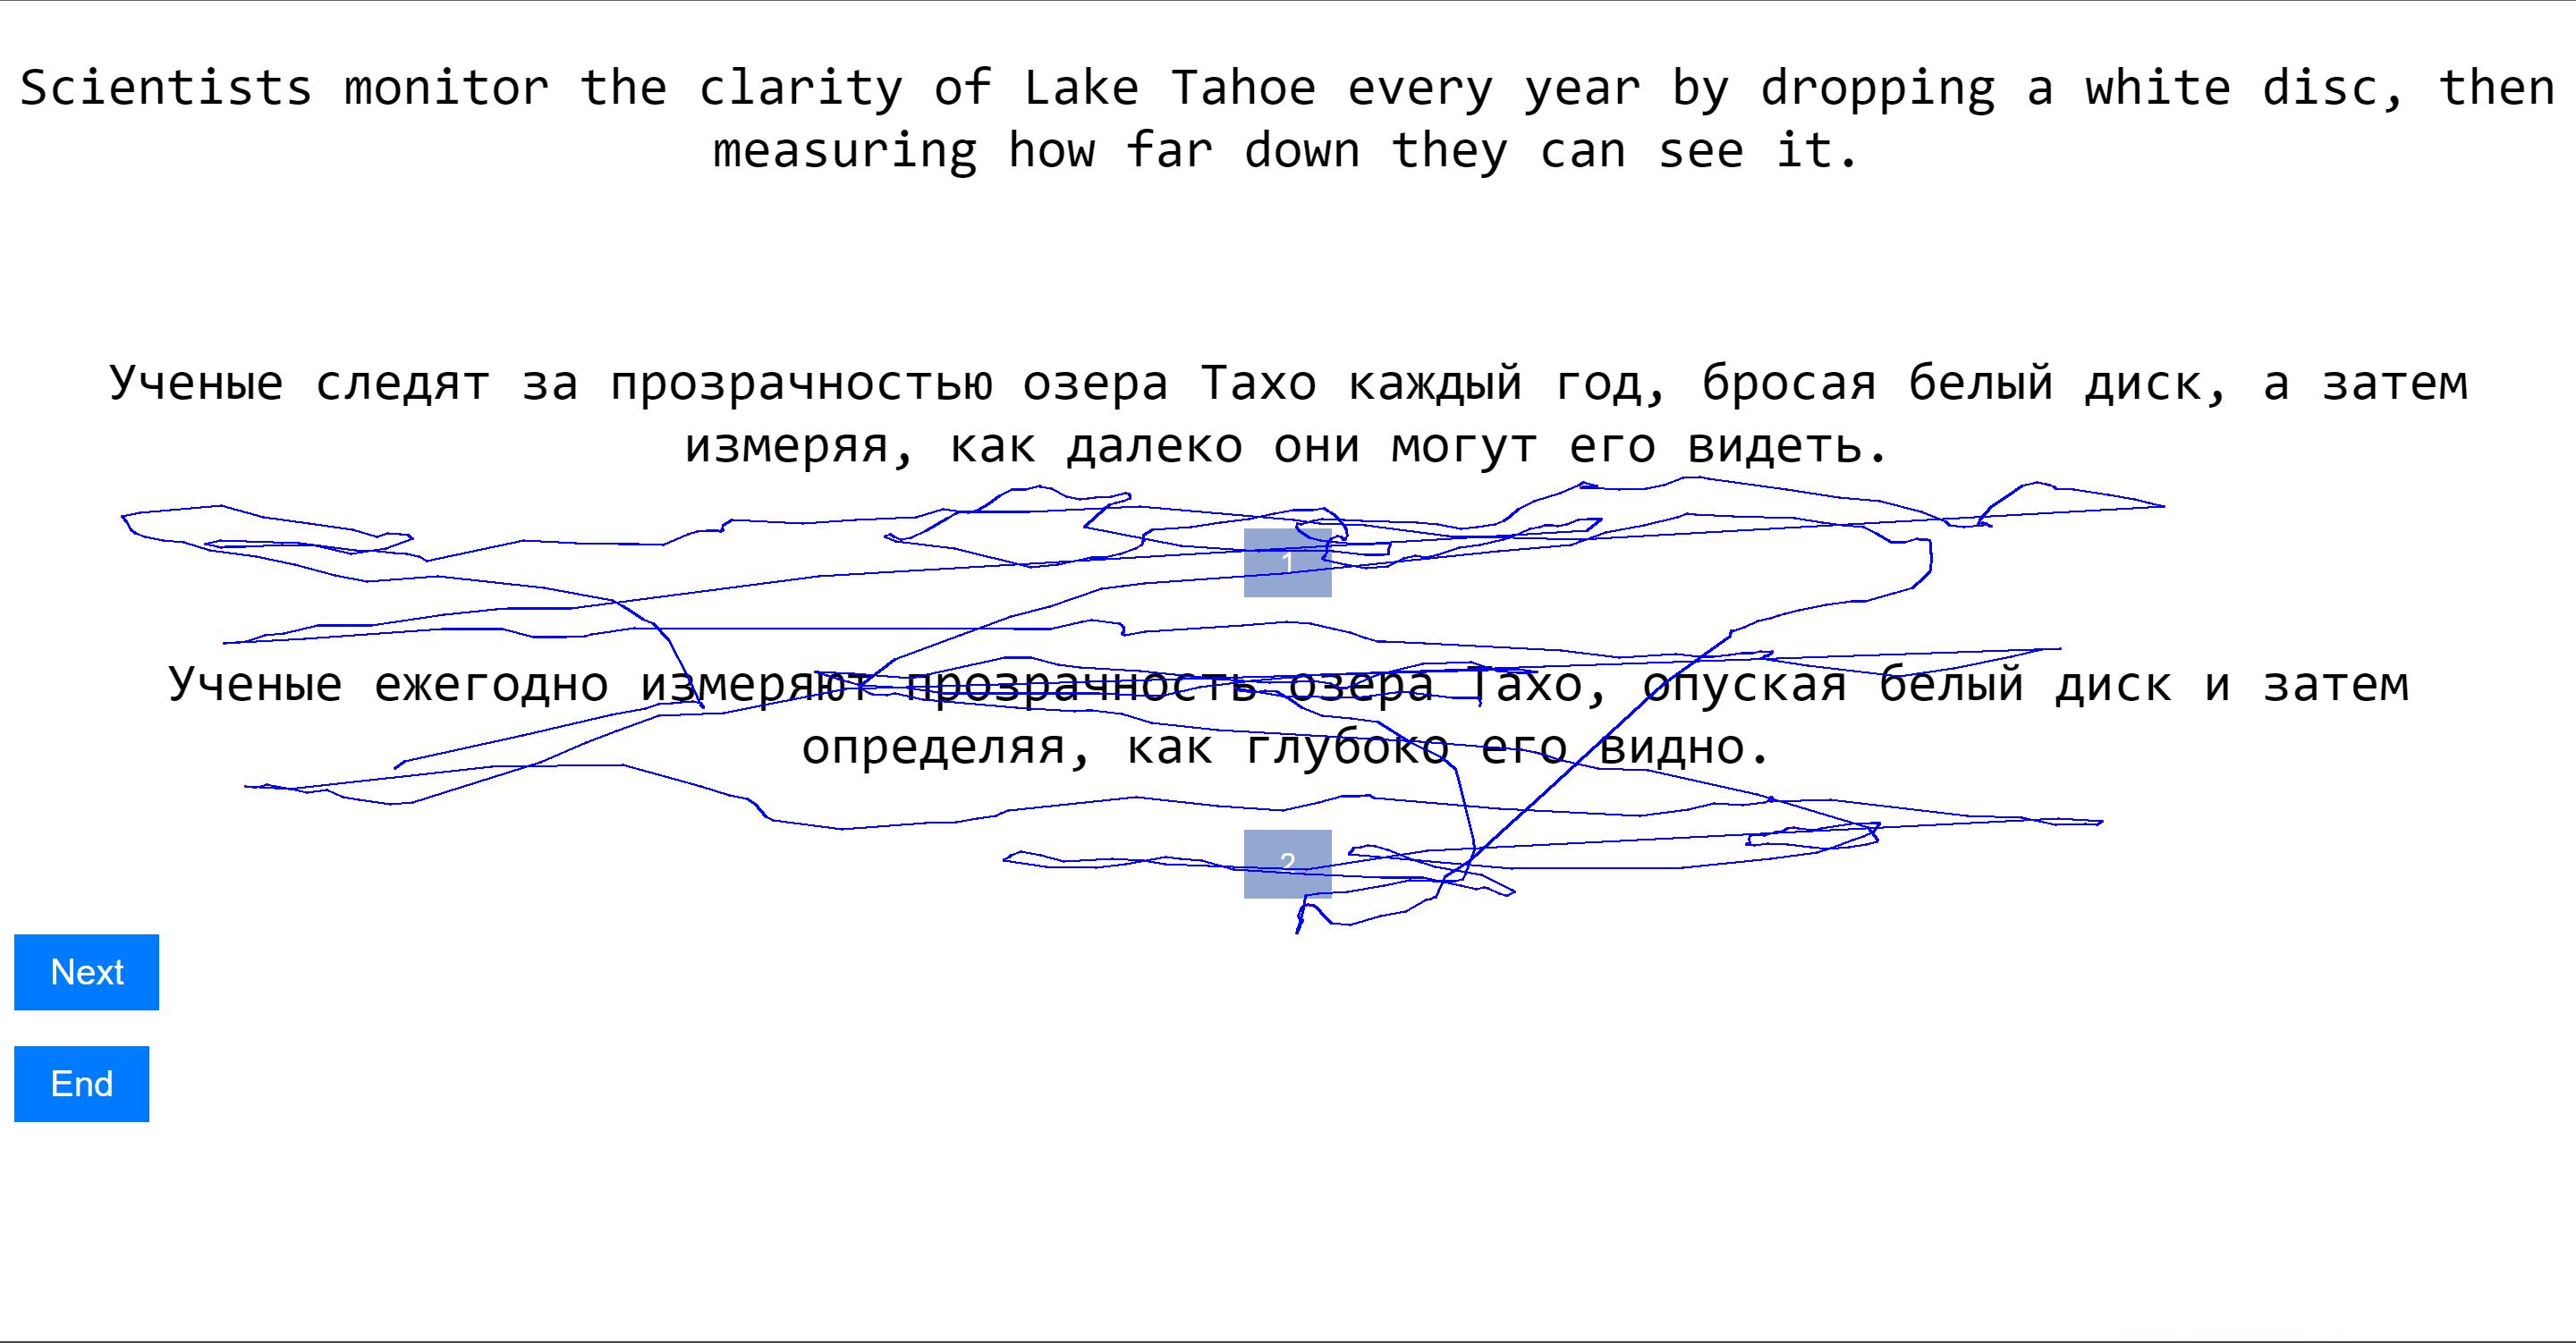 Scientists monitor the clarity of Lake Tahoe every year by dropping a white disc, then
measuring how far down they can see it.
Ученые следят за прозрачностью озера Тахо каждый год, бросая белый диск, а затем
измеряя, как далеко они могут его видеть.
1
Ученые ежегодно измеряют прозрачность озера Тахо, опуская белый диск и затем
определяя, как глубоко его видно.
2
Next
End